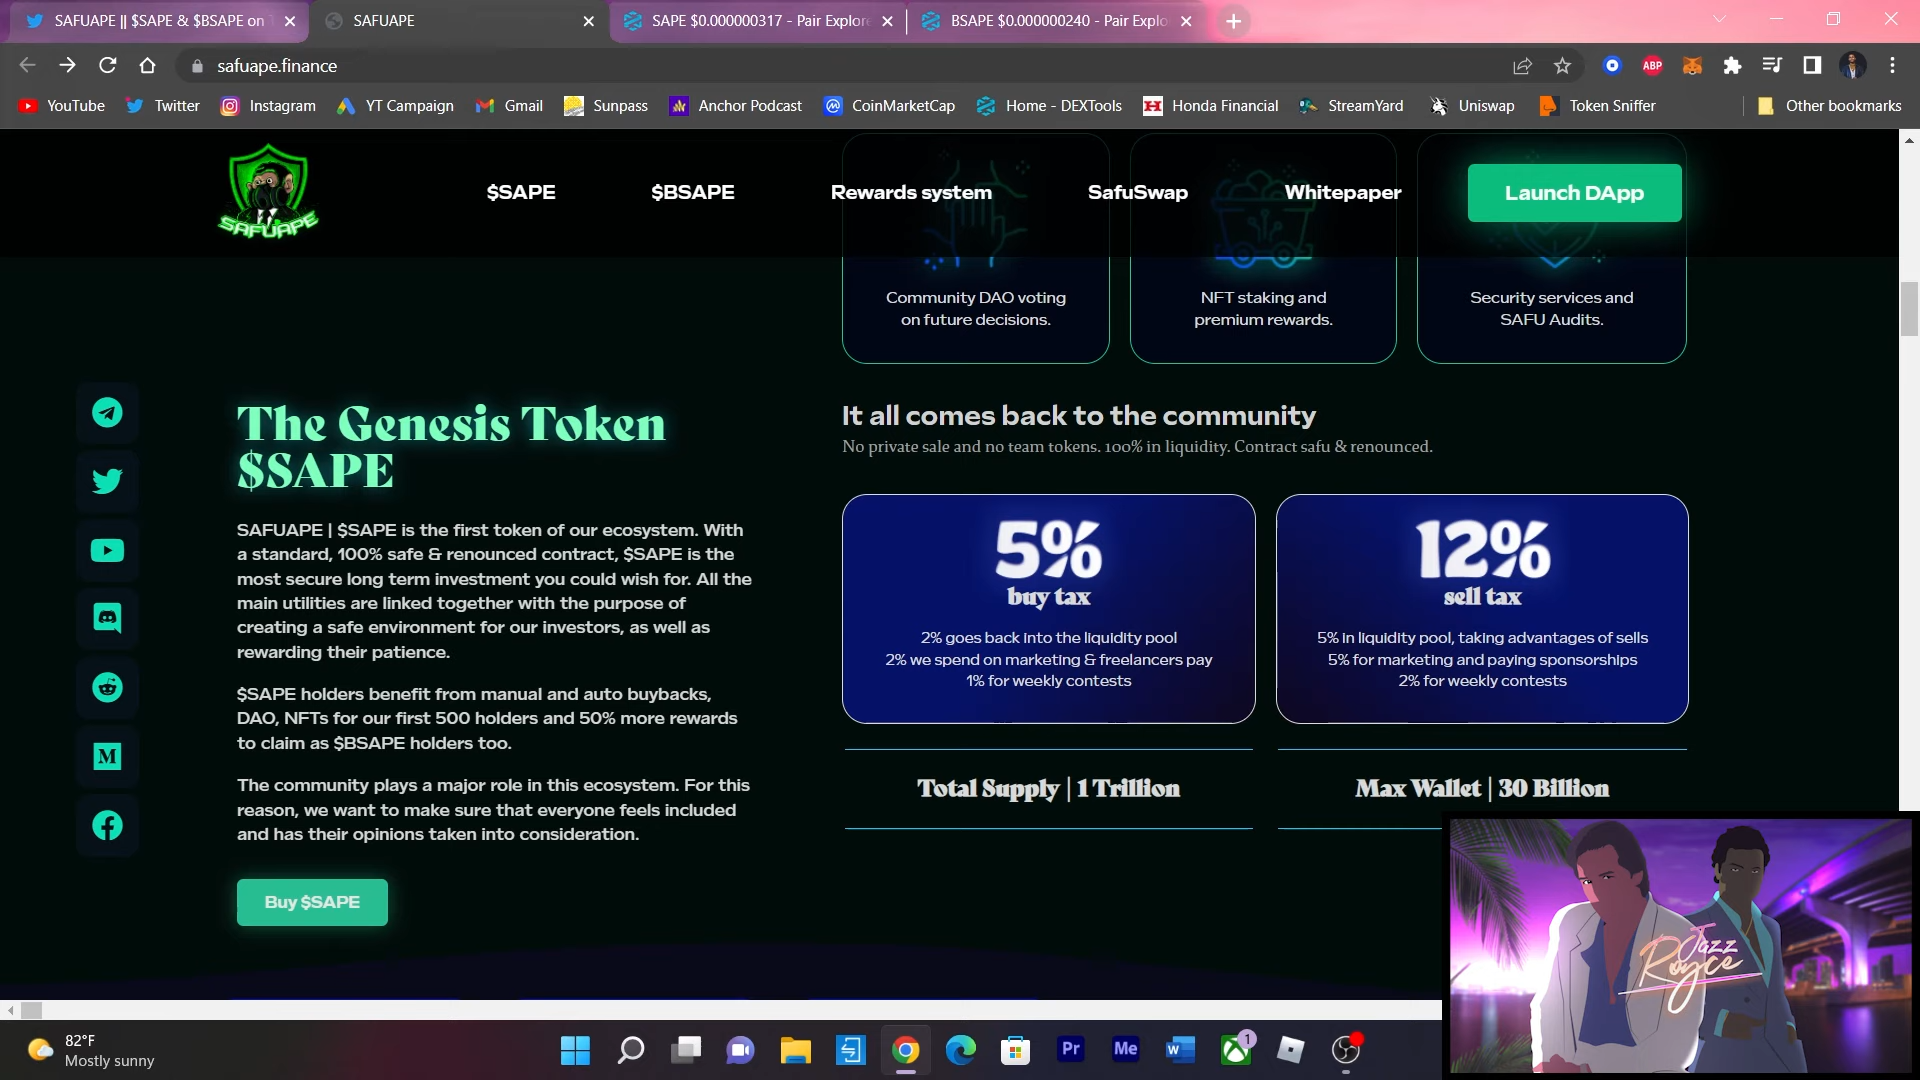 SAFUAPE || $SAPE & $BSAPE on
SAFUAPE
SAPE $0.000000317 - Pair Explore
BSAPE $0.000000240 - Pair Explo
safuape.finance
ABP
YouTube
Twitter
Instagram
YT Campaign
Gmail
Sunpass
Anchor Podcast
CoinMarketCap
Home - DEXTools
Honda Financial
StreamYard
Uniswap
Token Sniffer
Other bookmarks
SAFUAPE
$SAPE
$BSAPE
Rewards system
SafuSwap
Whitepaper
Launch DApp
Community DAO voting
on future decisions.
NFT staking and
premium rewards.
Security services and
SAFU Audits.
The Genesis Token
$SAPE
SAFUAPE | $SAPE is the first token of our ecosystem. With
a standard, 100% safe & renounced contract, $SAPE is the
most secure long term investment you could wish for. All the
main utilities are linked together with the purpose of
creating a safe environment for our investors, as well as
rewarding their patience.
$SAPE holders benefit from manual and auto buybacks,
DAO, NFTs for our first 500 holders and 50% more rewards
to claim as $BSAPE holders too.
The community plays a major role in this ecosystem. For this
reason, we want to make sure that everyone feels included
and has their opinions taken into consideration.
Buy $SAPE
It all comes back to the community
No private sale and no team tokens. 100% in liquidity. Contract safu & renounced.
5%
buy tax
2% goes back into the liquidity pool
2% we spend on marketing & freelancers pay
1% for weekly contests
12%
sell tax
5% in liquidity pool, taking advantages of sells
5% for marketing and paying sponsorships
2% for weekly contests
Total Supply | 1 Trillion
Max Wallet | 30 Billion
Jazz
Royce
82°F
Mostly sunny
Pr
Me
W
1